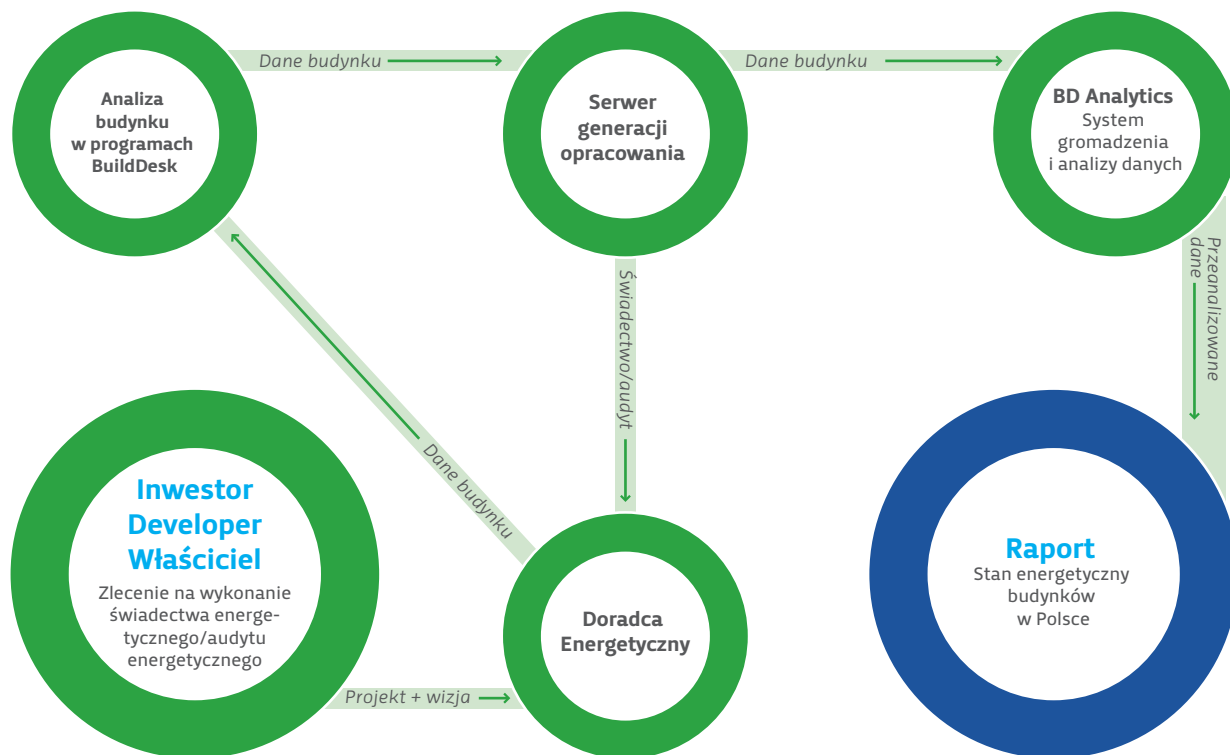 Dane budynku
Dane budynku
Analiza
budynku
w programach
BuildDesk
Serwer
generacji
opracowania
BD Analytics
System
gromadzenia
i analizy danych
Świadectwo/audyt
Przeanalizowane
dane
Dane budynku
Inwestor
Developer
Właściciel
Zlecenie na wykonanie
świadectwa energe-
tycznego/audytu
energetycznego
Doradca
Energetyczny
Raport
Stan energetyczny
budynków
w Polsce
Projekt + wizja